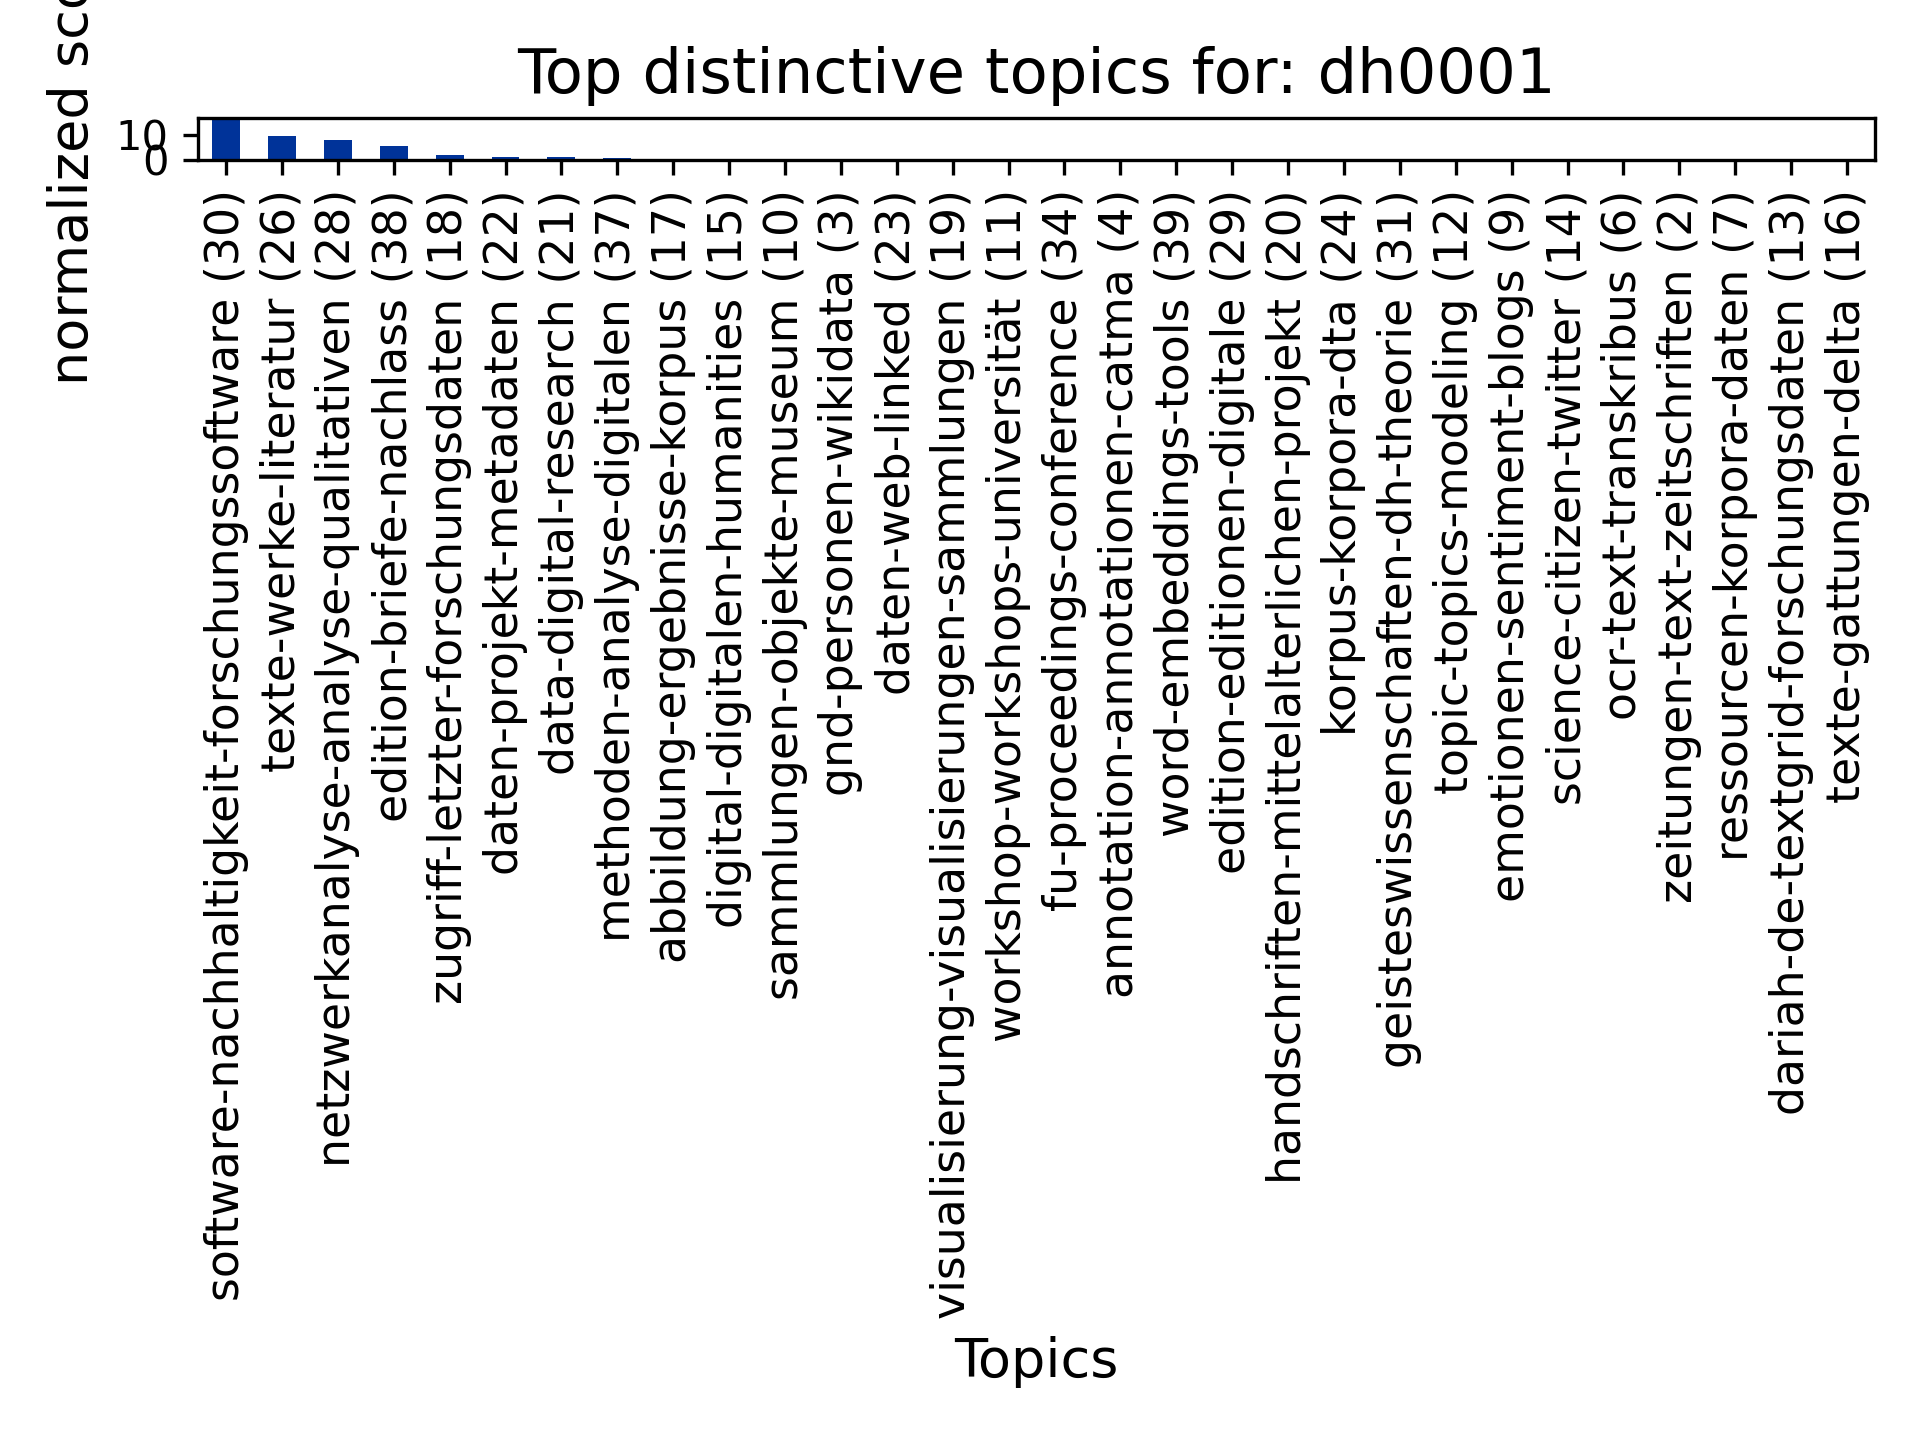 Top distinctive topics for: dh0001
normalized sco
10
0
software-nachhaltigkeit-forschungssoftware (30)
texte-werke-literatur (26)
netzwerkanalyse-analyse-qualitativen (28)
edition-briefe-nachlass (38)
zugriff-letzter-forschungsdaten (18)
daten-projekt-metadaten (22)
data-digital-research (21)
methoden-analyse-digitalen (37)
abbildung-ergebnisse-korpus (17)
digital-digitalen-humanities (15)
sammlungen-objekte-museum (10)
gnd-personen-wikidata (3)
daten-web-linked (23)
visualisierung-visualisierungen-sammlungen (19)
workshop-workshops-universität (11)
fu-proceedings-conference (34)
annotation-annotationen-catma (4)
word-embeddings-tools (39)
edition-editionen-digitale (29)
handschriften-mittelalterlichen-projekt (20)
korpus-korpora-dta (24)
geisteswissenschaften-dh-theorie (31)
topic-topics-modeling (12)
emotionen-sentiment-blogs (9)
science-citizen-twitter (14)
ocr-text-transkribus (6)
zeitungen-text-zeitschriften (2)
ressourcen-korpora-daten (7)
dariah-de-textgrid-forschungsdaten (13)
texte-gattungen-delta (16)
Topics